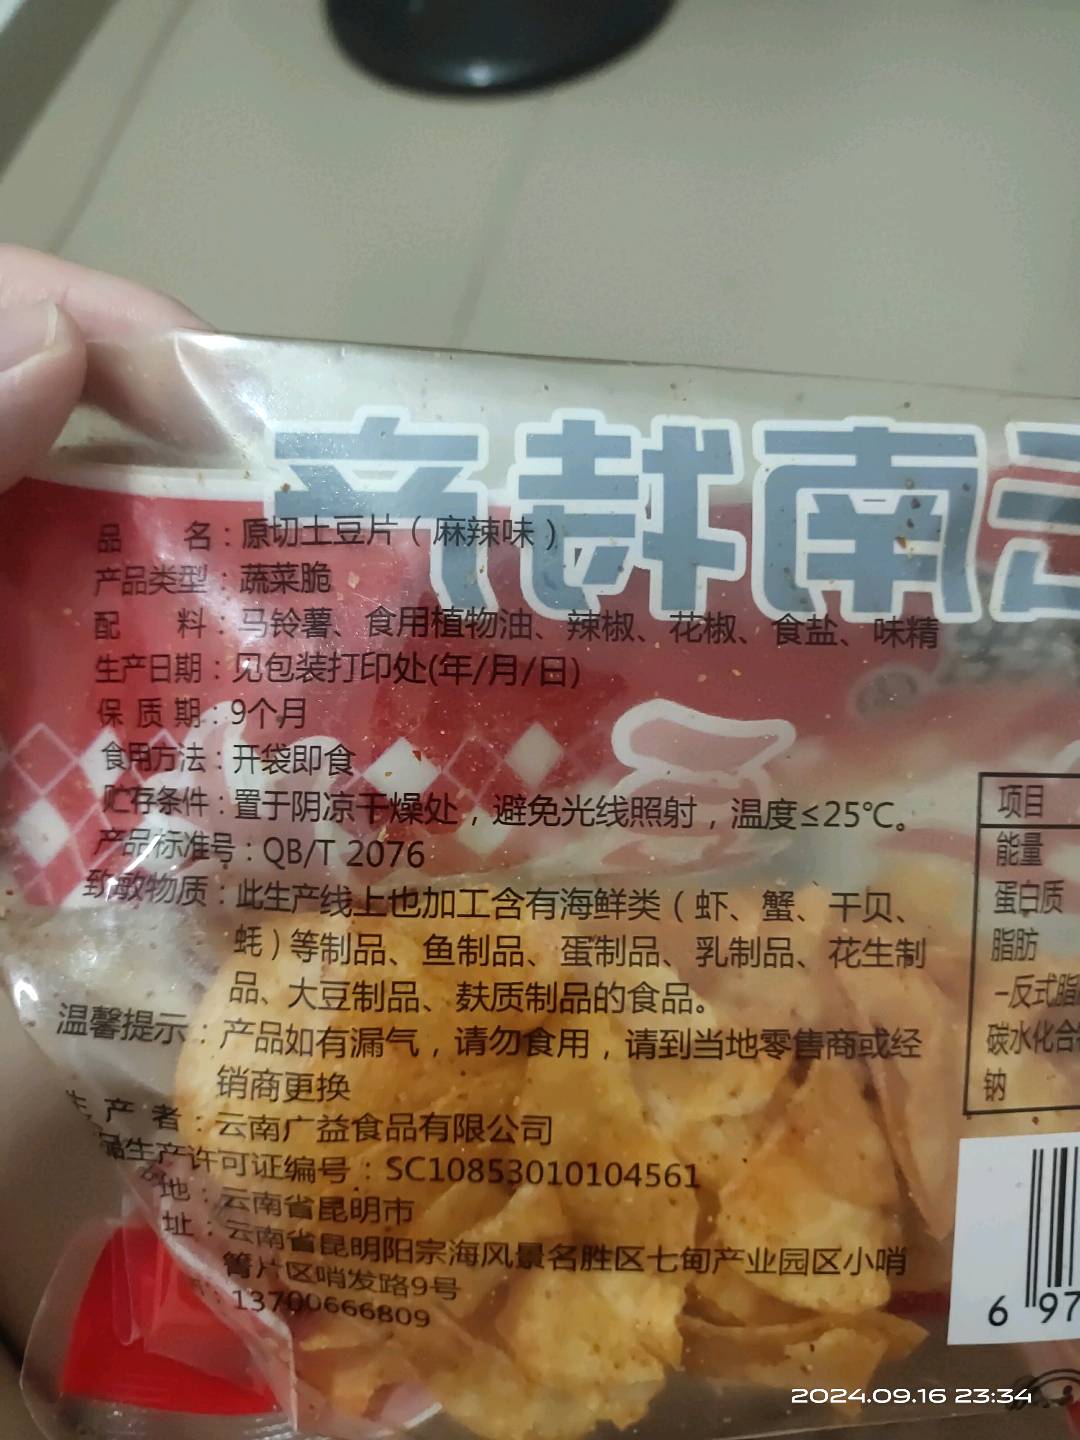 品 名：原切土豆片（麻辣味）
产品类型：蔬菜脆
配 料：马铃薯、食用植物油、辣椒、花椒、食盐、味精
生产日期：见包装打印处(年/月/日)
保 质 期：9个月
食用方法：开袋即食
贮存条件：置于阴凉干燥处，避免光线照射，温度≤25℃。
产品标准号：QB/T 2076
致敏物质：此生产线上也加工含有海鲜类（虾、蟹、干贝、
蚝）等制品、鱼制品、蛋制品、乳制品、花生制
品、大豆制品、麸质制品的食品。
温馨提示：产品如有漏气，请勿食用，请到当地零售商或经
销商更换
生 产 者：云南广益食品有限公司
品生产许可证编号：SC10853010104561
地：云南省昆明市
址：云南省昆明阳宗海风景名胜区七甸产业园区小哨
箐片区哨发路9号
：13700666809
项目
能量
蛋白质
脂肪
-反式脂
碳水化合
钠
6 97
2024.09.16 23:34